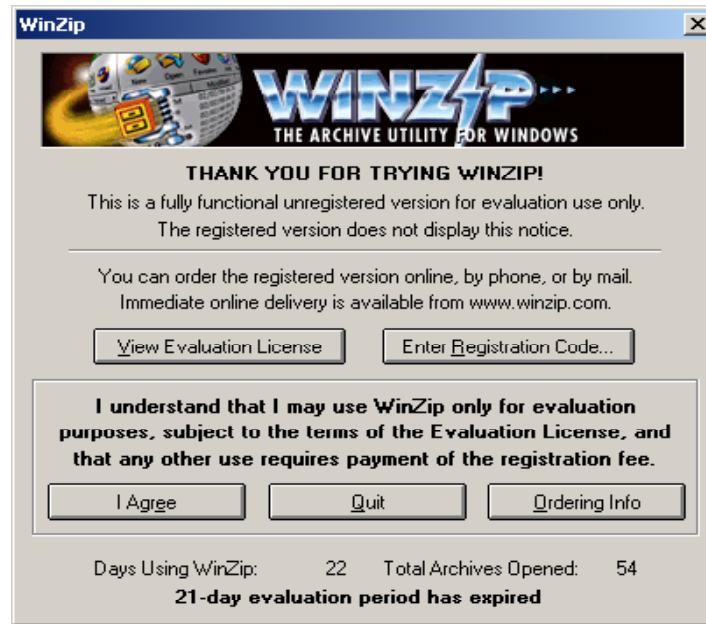 WinZip
WINZIP
THE ARCHIVE UTILITY FOR WINDOWS
THANK YOU FOR TRYING WINZIP!
This is a fully functional unregistered version for evaluation use only.
The registered version does not display this notice.
You can order the registered version online, by phone, or by mail.
Immediate online delivery is available from www.winzip.com.
View Evaluation License Enter Registration Code...
I understand that I may use WinZip only for evaluation
purposes, subject to the terms of the Evaluation License, and
that any other use requires payment of the registration fee.
I Agree Quit Ordering Info
Days Using WinZip: 22 Total Archives Opened: 54
21-day evaluation period has expired